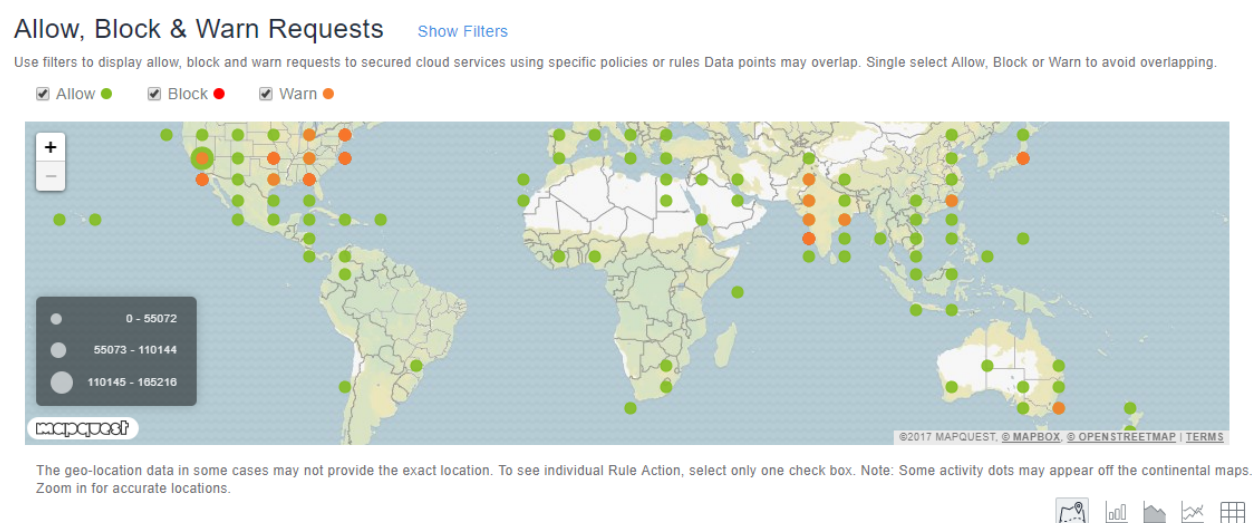 Allow, Block & Warn Requests Show Filters
Use filters to display allow, block and warn requests to secured cloud services using specific policies or rules Data points may overlap. Single select Allow, Block or Warn to avoid overlapping.
Allow Block Warn
+
−
0 - 55072
55073 - 110144
110145 - 165216
mapquest
©2017 MAPQUEST, © MAPBOX, © OPENSTREETMAP | TERMS
The geo-location data in some cases may not provide the exact location. To see individual Rule Action, select only one check box. Note: Some activity dots may appear off the continental maps.
Zoom in for accurate locations.